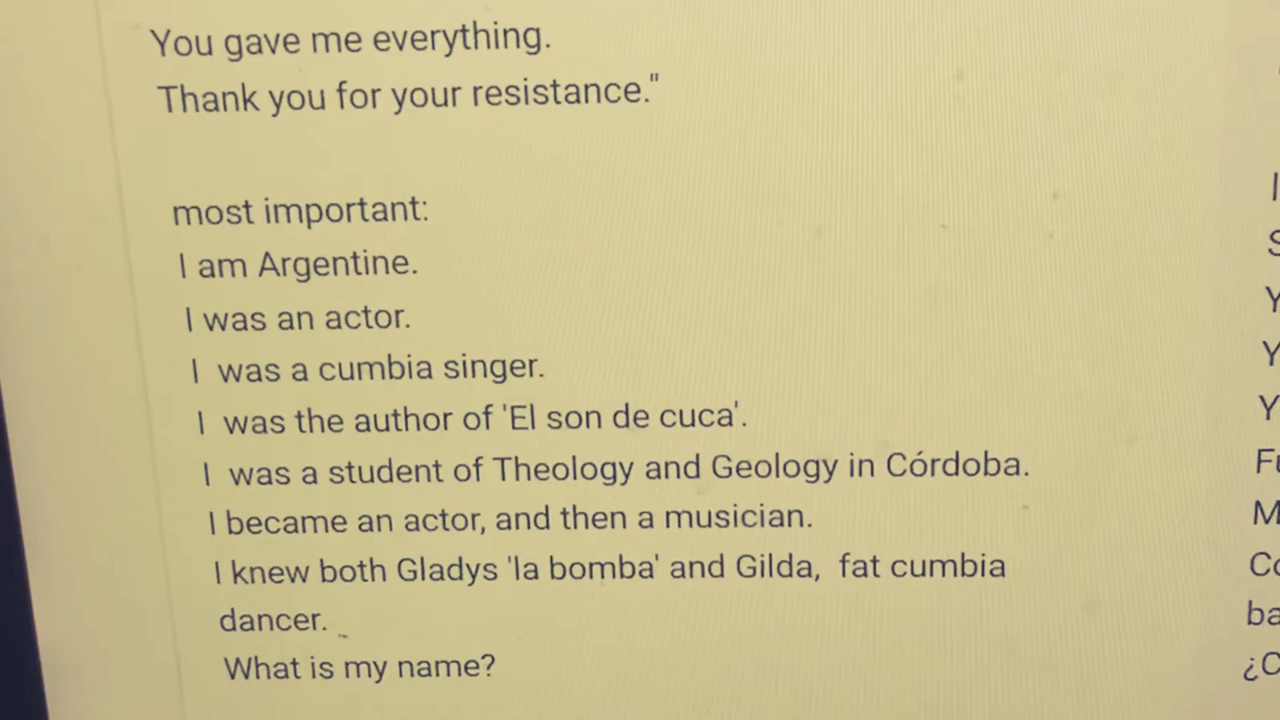 You gave me everything.
Thank you for your resistance."
most important:
I am Argentine.
I was an actor.
I was a cumbia singer.
I was the author of 'El son de cuca'.
I was a student of Theology and Geology in Córdoba.
I became an actor, and then a musician.
I knew both Gladys 'la bomba' and Gilda, fat cumbia
dancer.
What is my name?